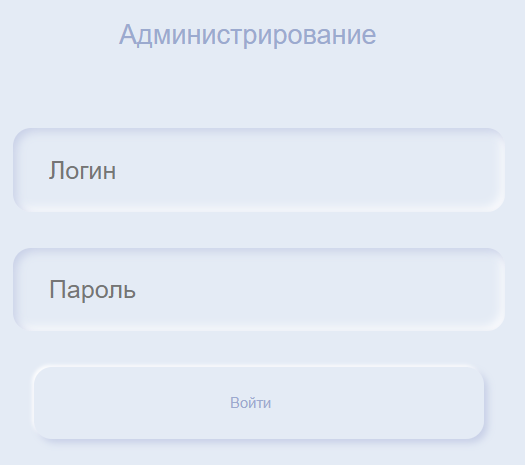 Администрирование
Логин
Пароль
Войти